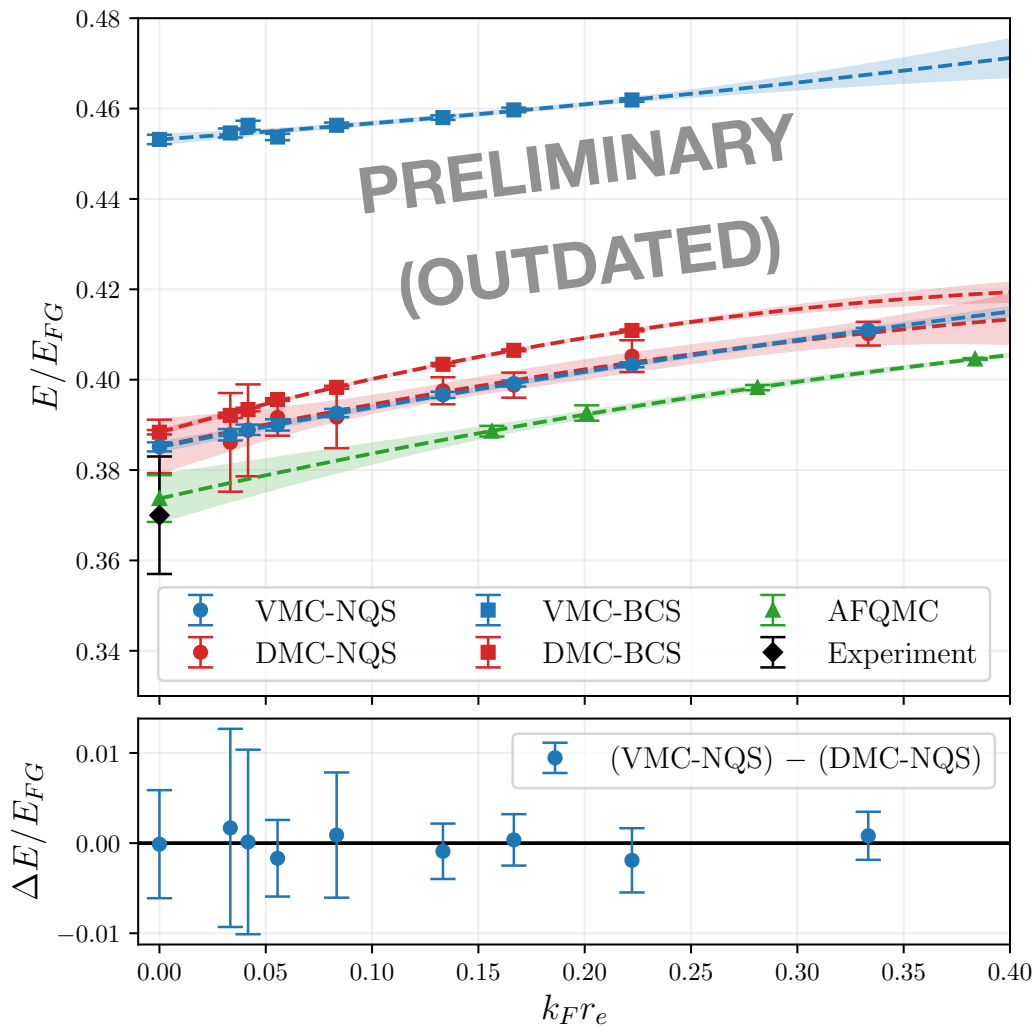 0.48
0.46
0.44
0.42
0.40
0.38
0.36
0.34
E/E_{FG}
PRELIMINARY
(OUTDATED)
VMC-NQS VMC-BCS AFQMC
DMC-NQS DMC-BCS Experiment
0.01
0.00
−0.01
ΔE/E_{FG}
(VMC-NQS) − (DMC-NQS)
0.00 0.05 0.10 0.15 0.20 0.25 0.30 0.35 0.40
k_F r_e